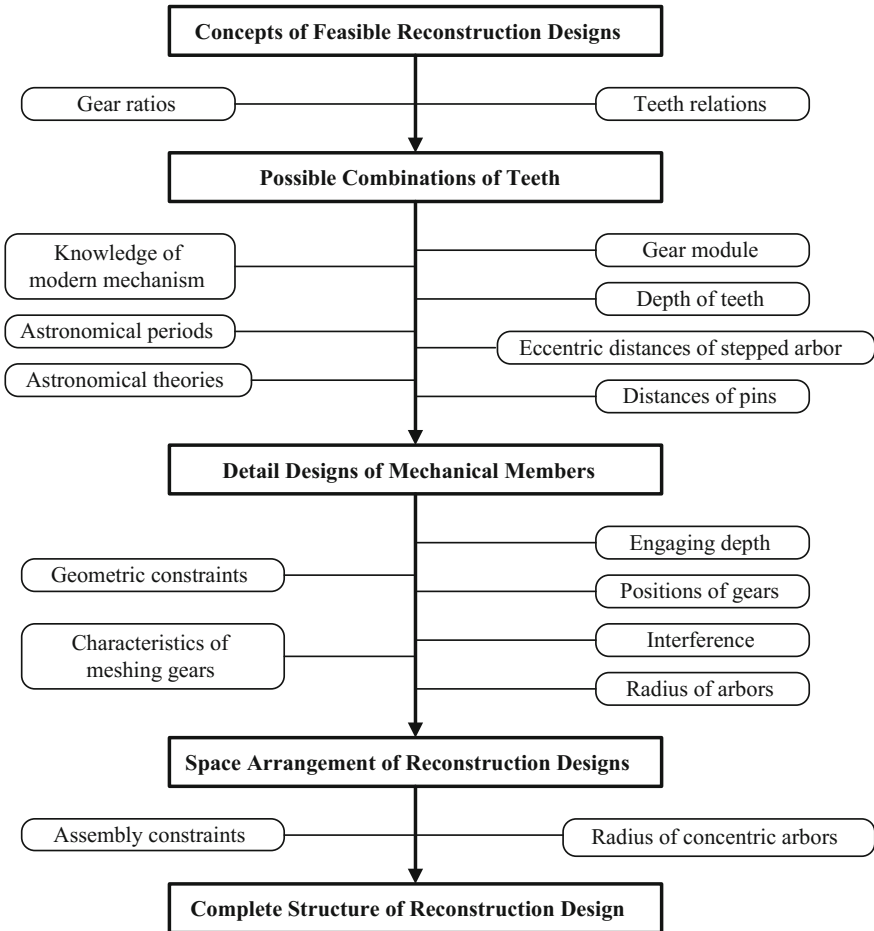 Concepts of Feasible Reconstruction Designs
Gear ratios
Teeth relations
Possible Combinations of Teeth
Knowledge of
modern mechanism
Gear module
Depth of teeth
Astronomical periods
Eccentric distances of stepped arbor
Astronomical theories
Distances of pins
Detail Designs of Mechanical Members
Engaging depth
Geometric constraints
Positions of gears
Characteristics of
meshing gears
Interference
Radius of arbors
Space Arrangement of Reconstruction Designs
Assembly constraints
Radius of concentric arbors
Complete Structure of Reconstruction Design